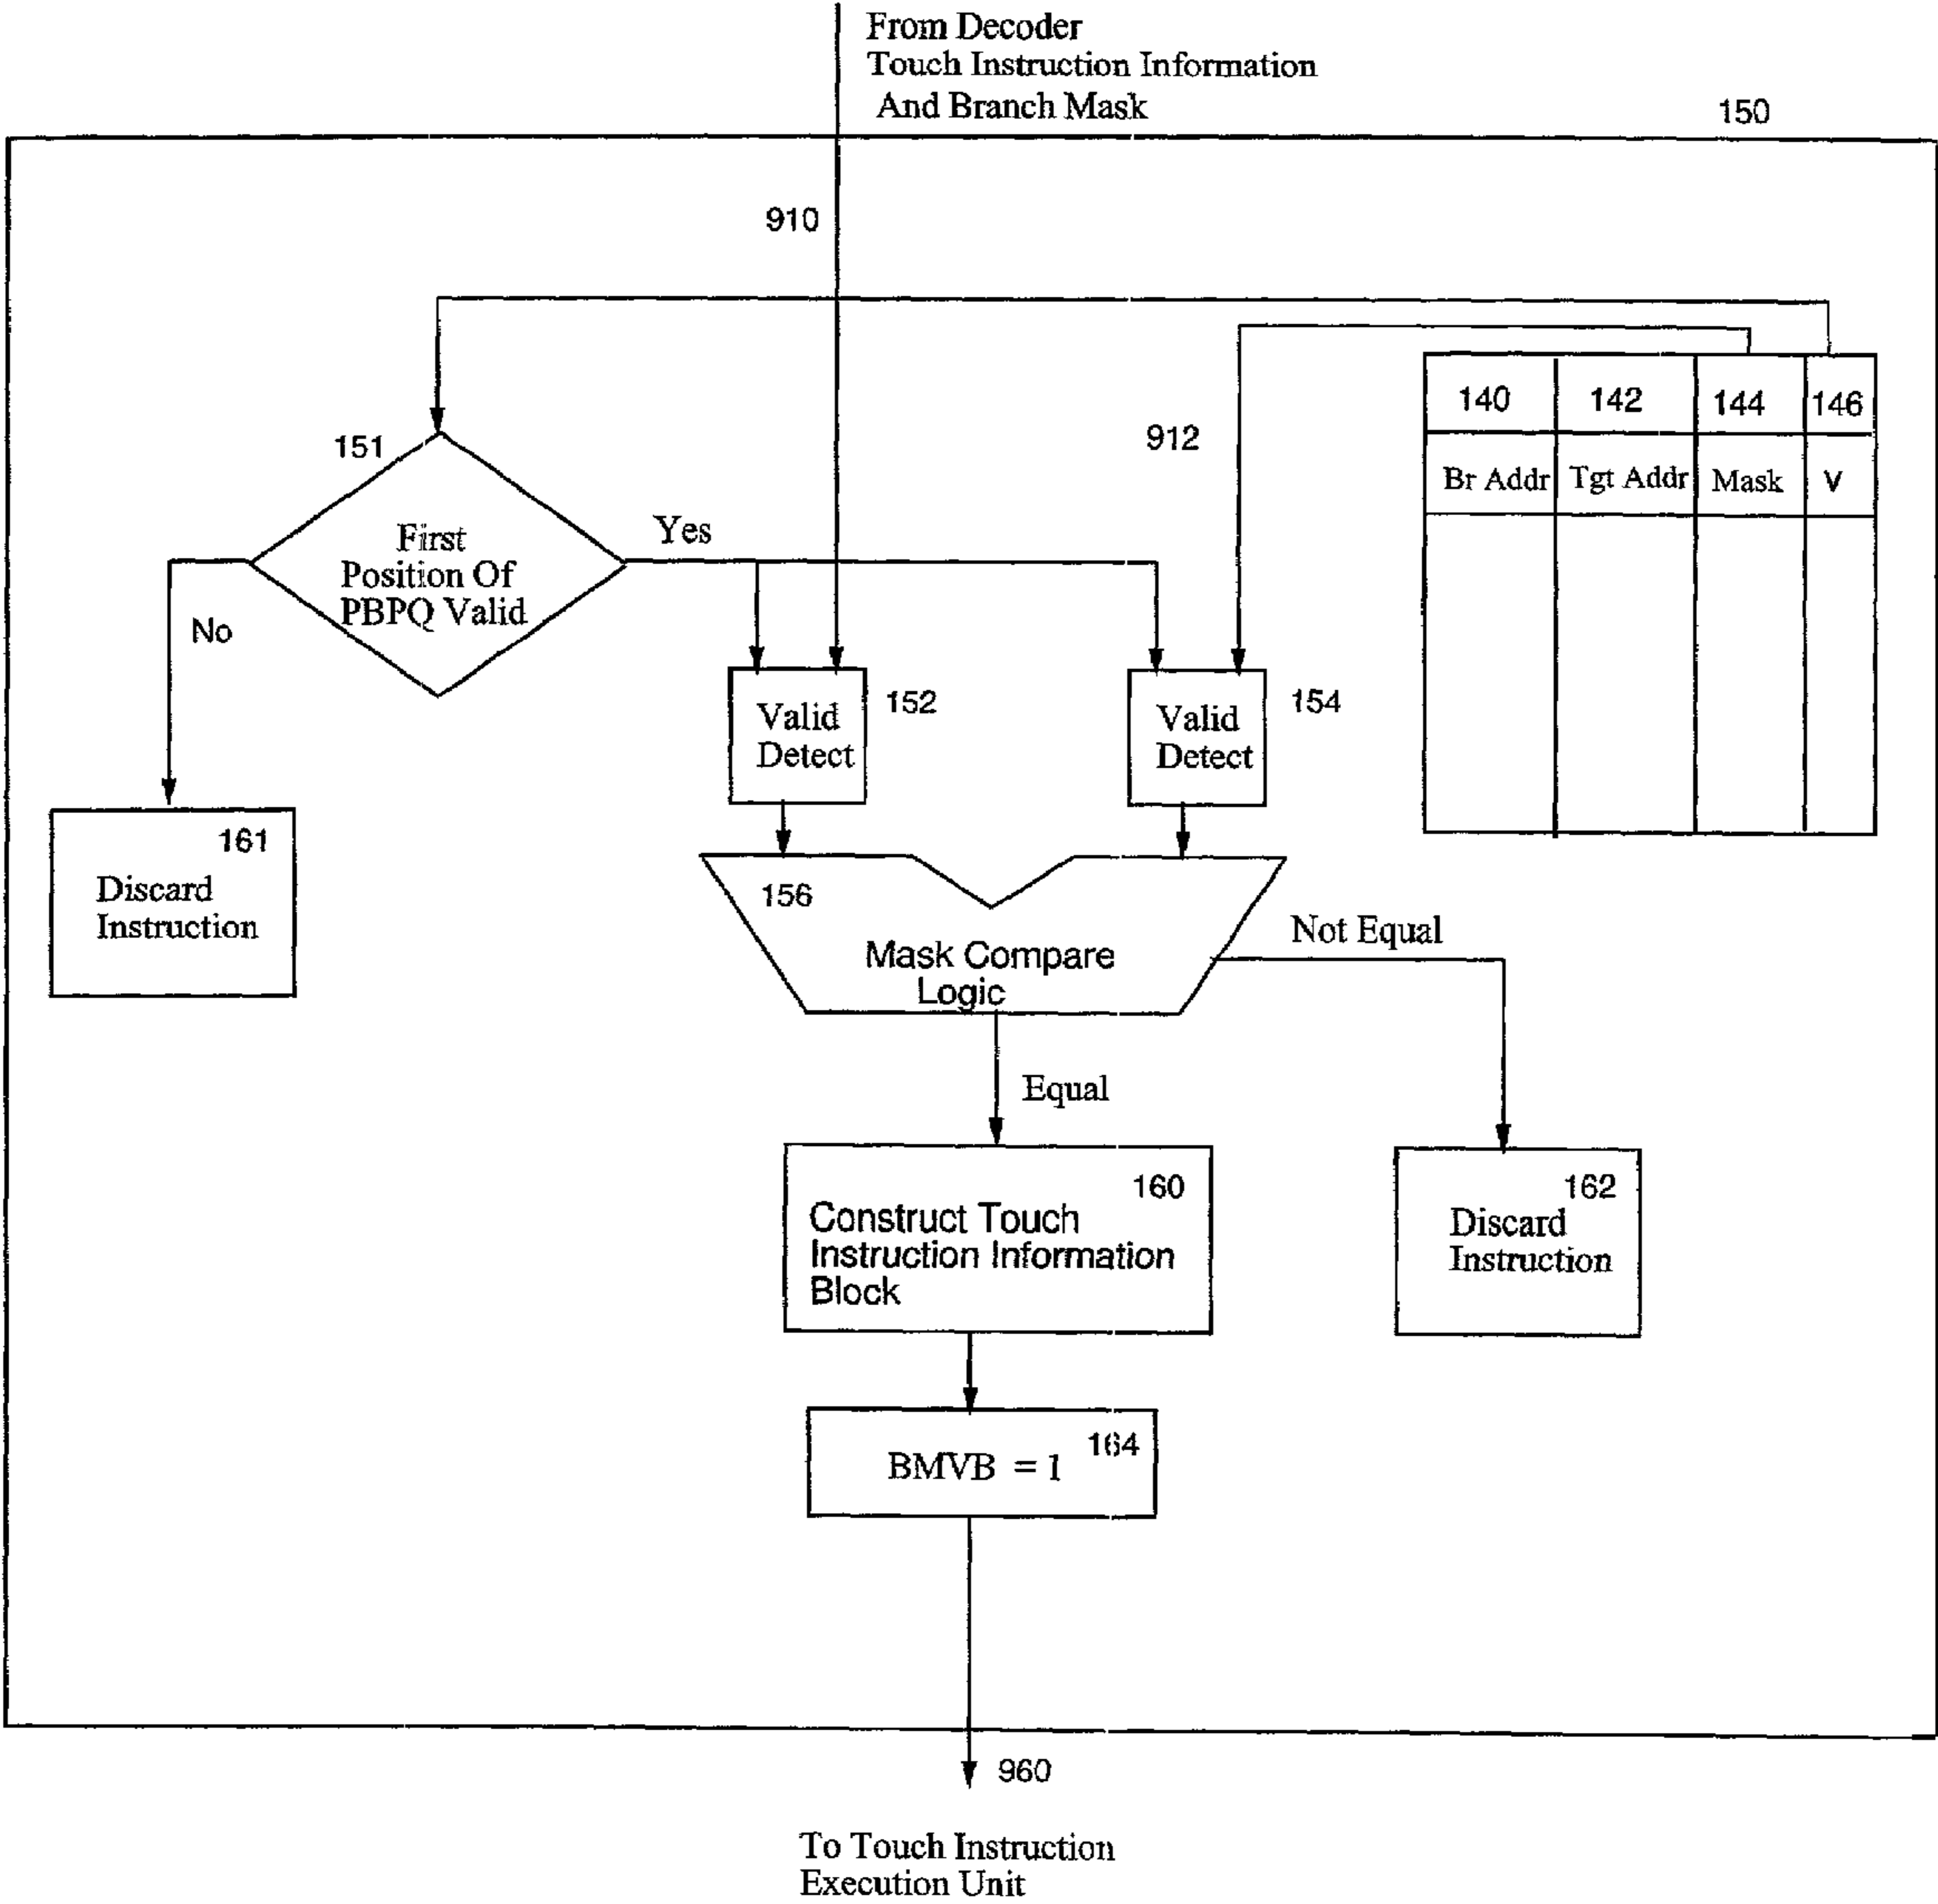 From Decoder
Touch Instruction Information
And Branch Mask
150
910
140 142 144 146
912
151
Br Addr Tgt Addr Mask V
First
Position Of
PBPQ Valid
Yes
No
Valid
Detect
152
Valid
Detect
154
161
Discard
Instruction
156
Mask Compare
Logic
Not Equal
Equal
160
Construct Touch
Instruction Information
Block
162
Discard
Instruction
164
BMVB = 1
960
To Touch Instruction
Execution Unit